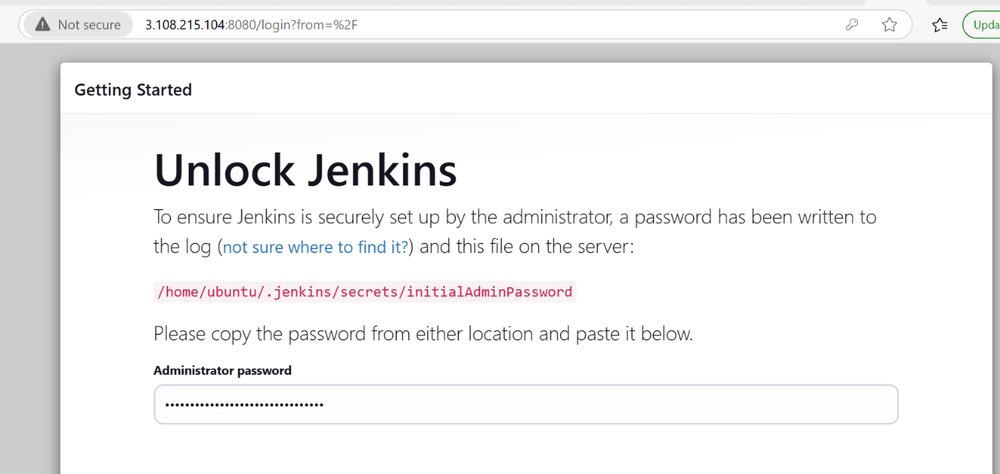 Not secure 3.108.215.104:8080/login?from=%2F
Upda
Getting Started
Unlock Jenkins
To ensure Jenkins is securely set up by the administrator, a password has been written to
the log (not sure where to find it?) and this file on the server:
/home/ubuntu/.jenkins/secrets/initialAdminPassword
Please copy the password from either location and paste it below.
Administrator password
••••••••••••••••••••••••••••••••